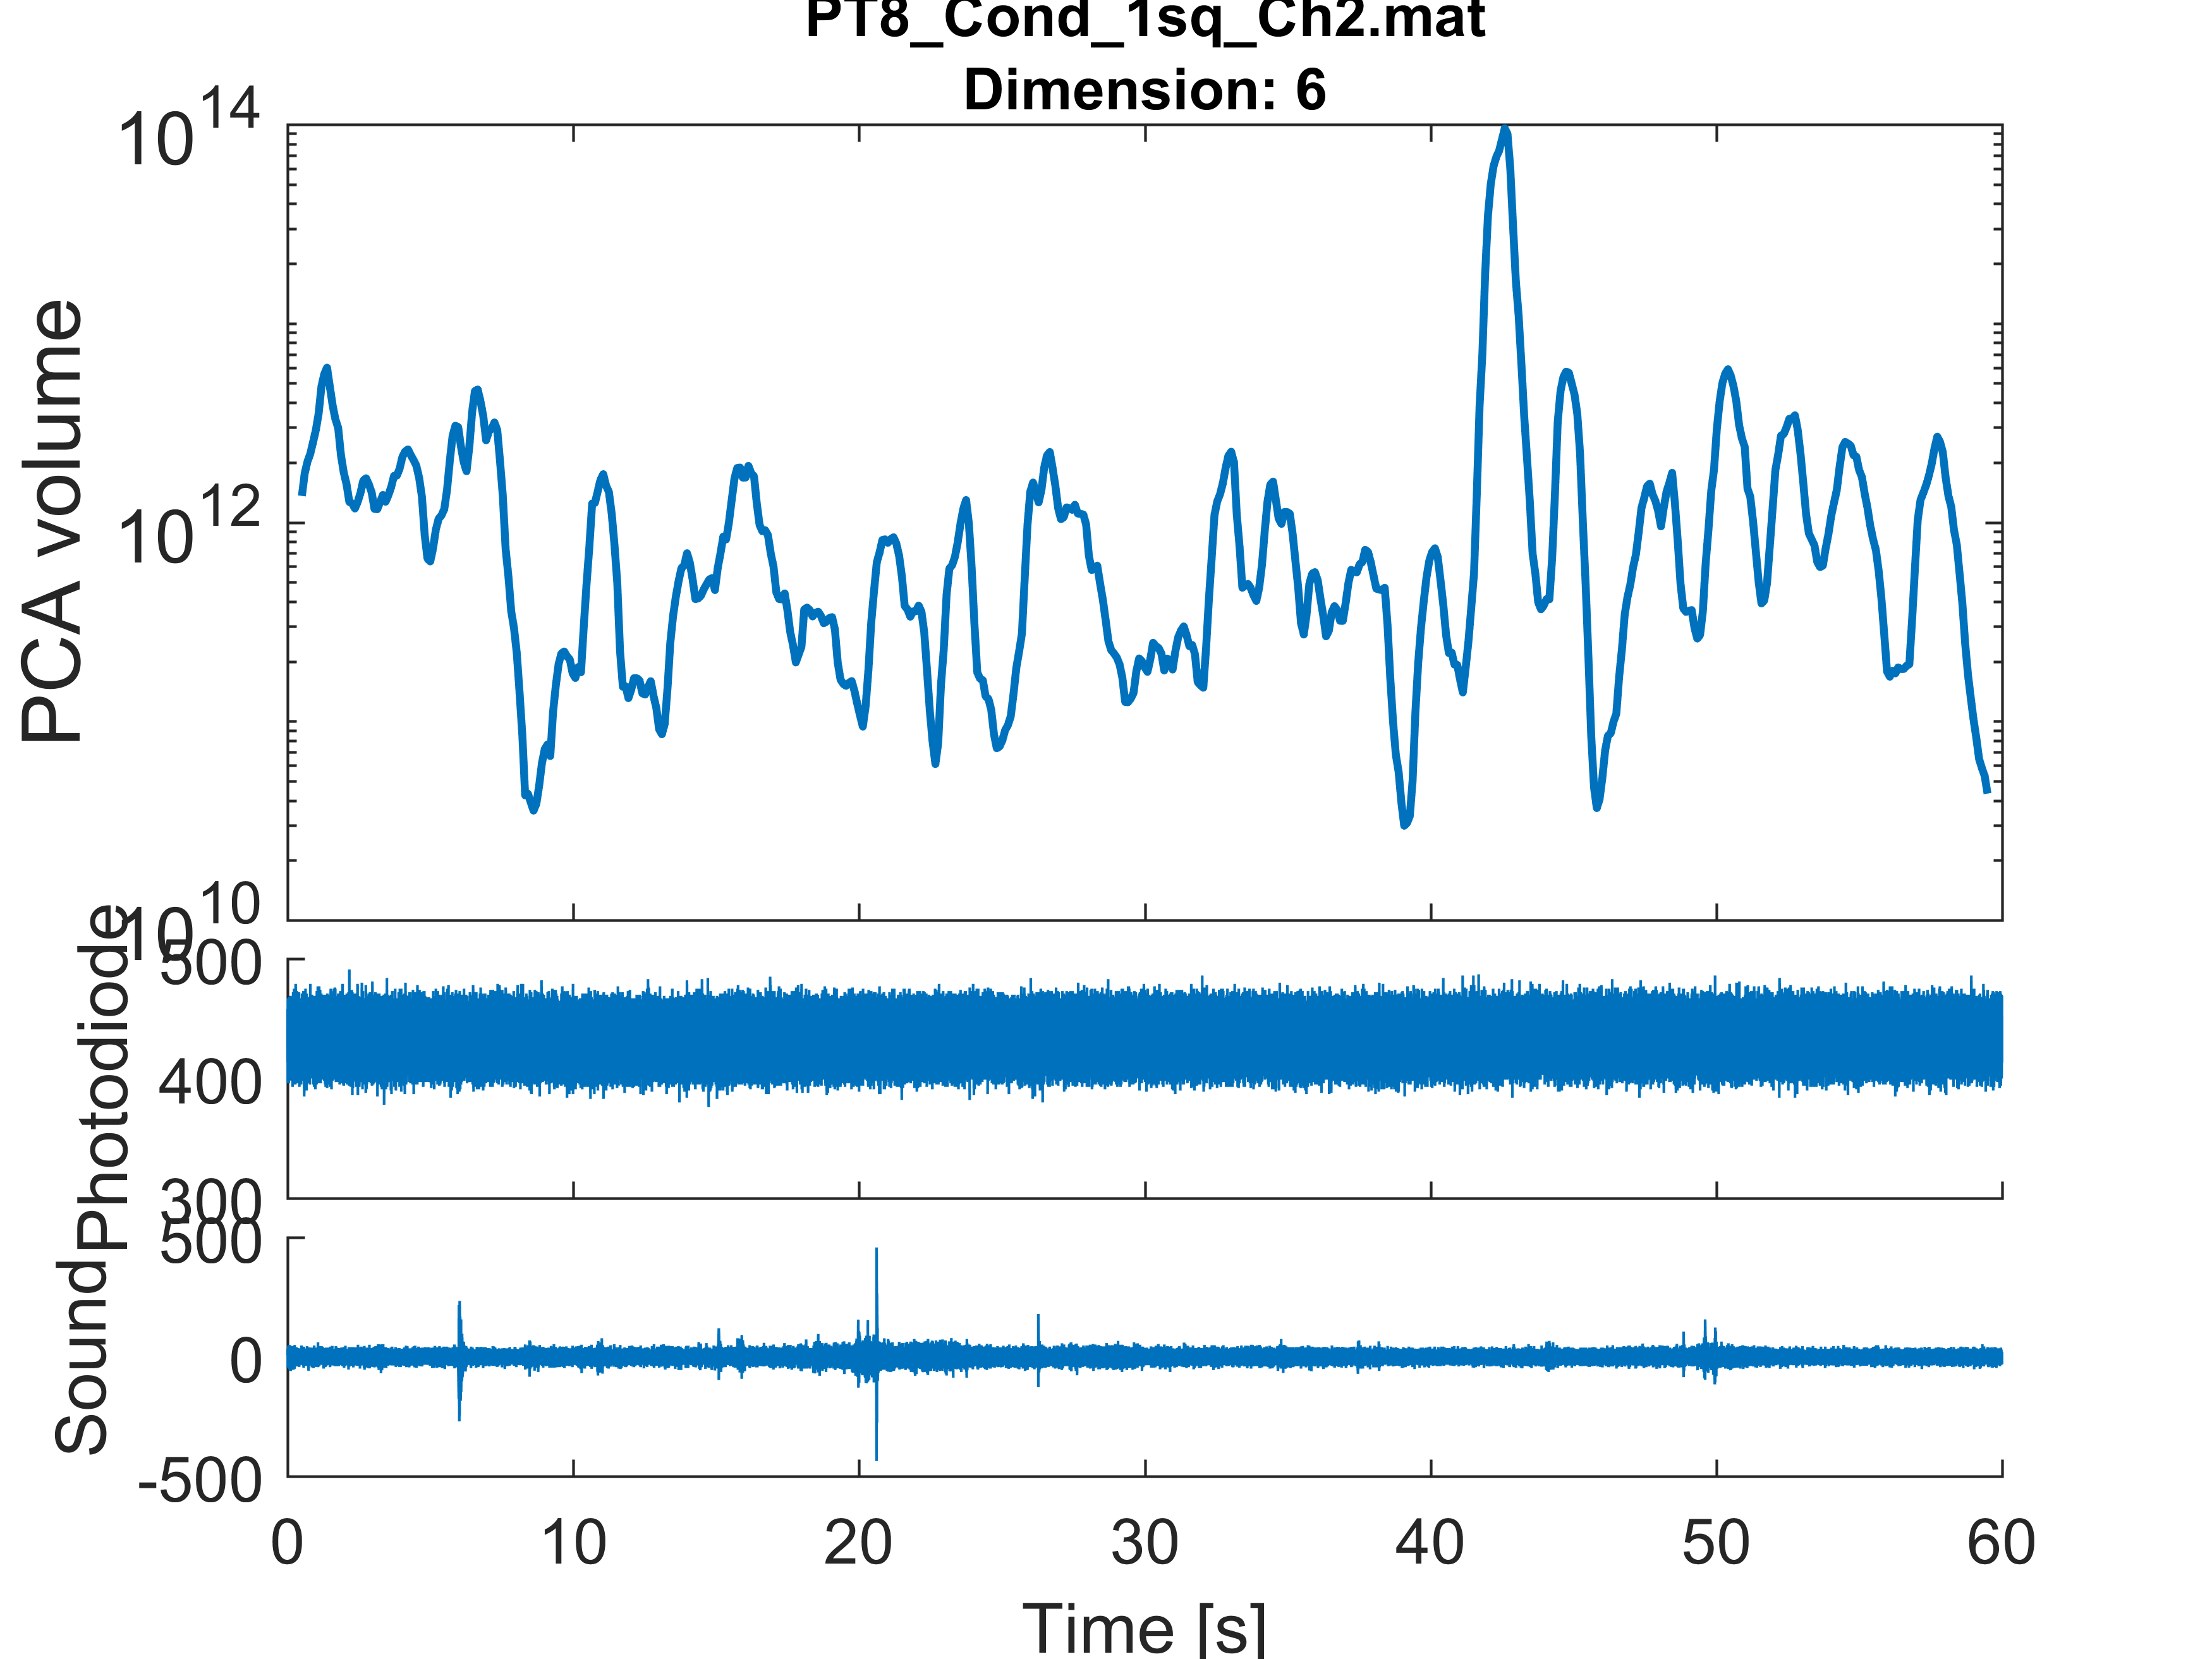 PT8_Cond_1sq_Ch2.mat
Dimension: 6
PCA volume
10^14
10^12
10^10
Photodiode
500
400
300
Sound
500
0
-500
0 10 20 30 40 50 60
Time [s]